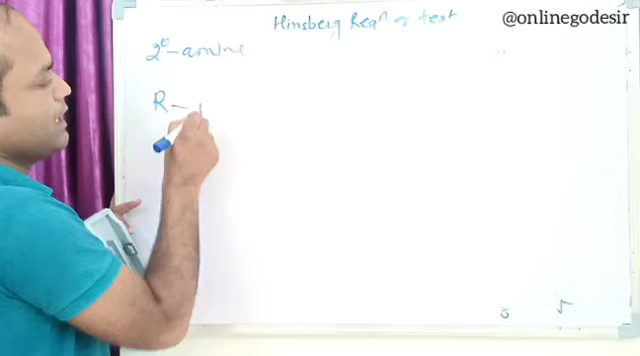 Hinsberg Reaⁿ or test
@onlinegodesir
2°-amine
R –